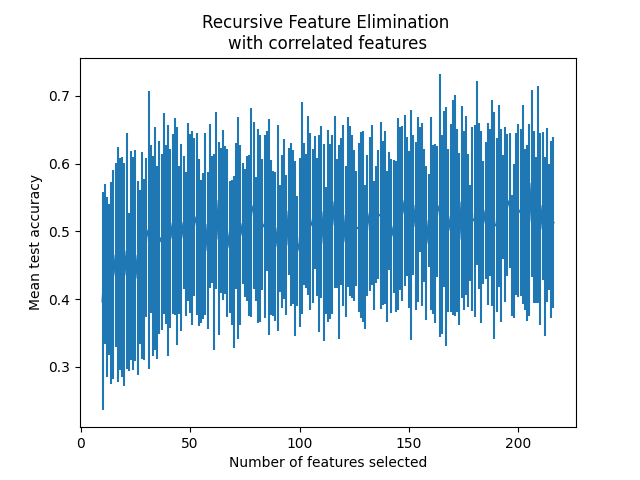 Recursive Feature Elimination
with correlated features
Mean test accuracy
0.7
0.6
0.5
0.4
0.3
0
50
100
150
200
Number of features selected